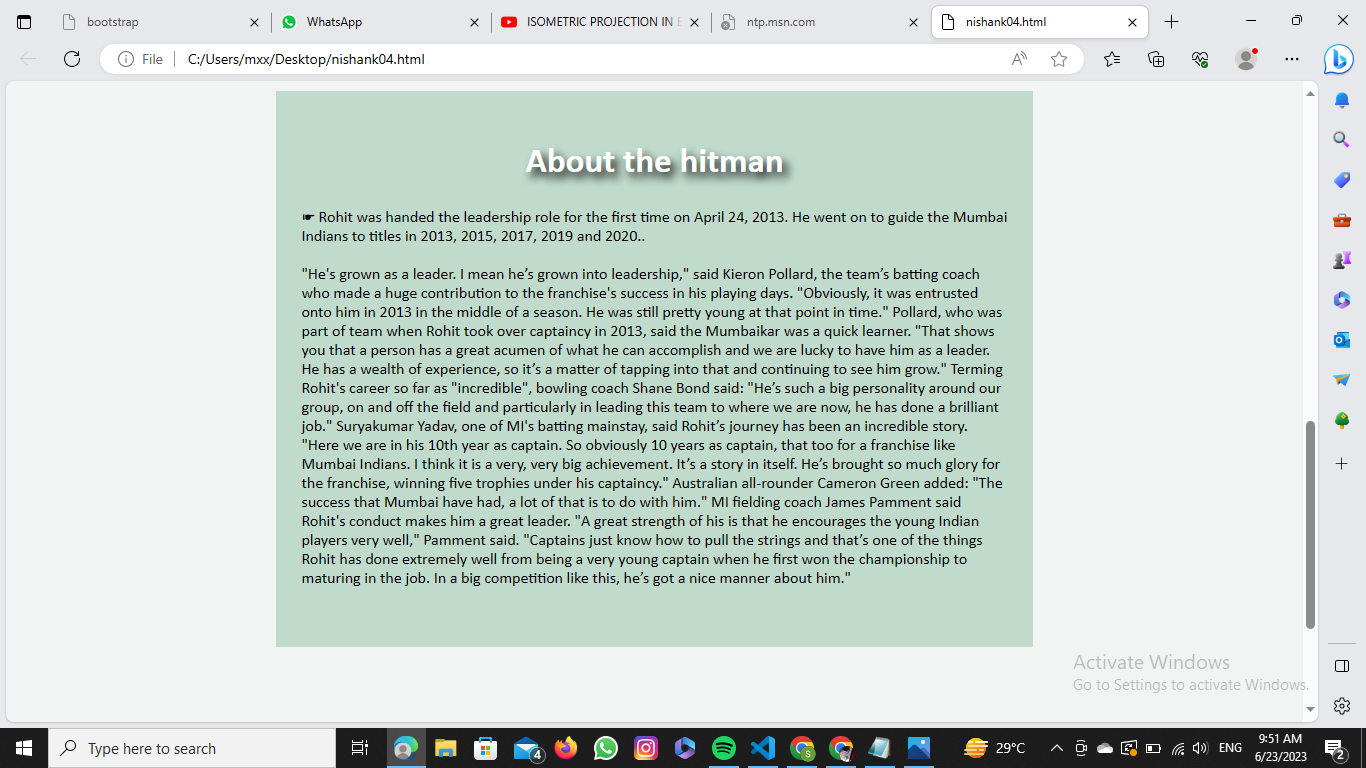 bootstrap
WhatsApp
ISOMETRIC PROJECTION IN
ntp.msn.com
nishank04.html
File
C:/Users/mxx/Desktop/nishank04.html
About the hitman
☛ Rohit was handed the leadership role for the first time on April 24, 2013. He went on to guide the Mumbai
Indians to titles in 2013, 2015, 2017, 2019 and 2020..
"He's grown as a leader. I mean he’s grown into leadership," said Kieron Pollard, the team’s batting coach
who made a huge contribution to the franchise's success in his playing days. "Obviously, it was entrusted
onto him in 2013 in the middle of a season. He was still pretty young at that point in time." Pollard, who was
part of team when Rohit took over captaincy in 2013, said the Mumbaikar was a quick learner. "That shows
you that a person has a great acumen of what he can accomplish and we are lucky to have him as a leader.
He has a wealth of experience, so it’s a matter of tapping into that and continuing to see him grow." Terming
Rohit's career so far as "incredible", bowling coach Shane Bond said: "He’s such a big personality around our
group, on and off the field and particularly in leading this team to where we are now, he has done a brilliant
job." Suryakumar Yadav, one of MI's batting mainstay, said Rohit’s journey has been an incredible story.
"Here we are in his 10th year as captain. So obviously 10 years as captain, that too for a franchise like
Mumbai Indians. I think it is a very, very big achievement. It’s a story in itself. He’s brought so much glory for
the franchise, winning five trophies under his captaincy." Australian all-rounder Cameron Green added: "The
success that Mumbai have had, a lot of that is to do with him." MI fielding coach James Pamment said
Rohit's conduct makes him a great leader. "A great strength of his is that he encourages the young Indian
players very well," Pamment said. "Captains just know how to pull the strings and that’s one of the things
Rohit has done extremely well from being a very young captain when he first won the championship to
maturing in the job. In a big competition like this, he’s got a nice manner about him."
Activate Windows
Go to Settings to activate Windows.
Type here to search
4
29°C
ENG
9:51 AM
6/23/2023
2